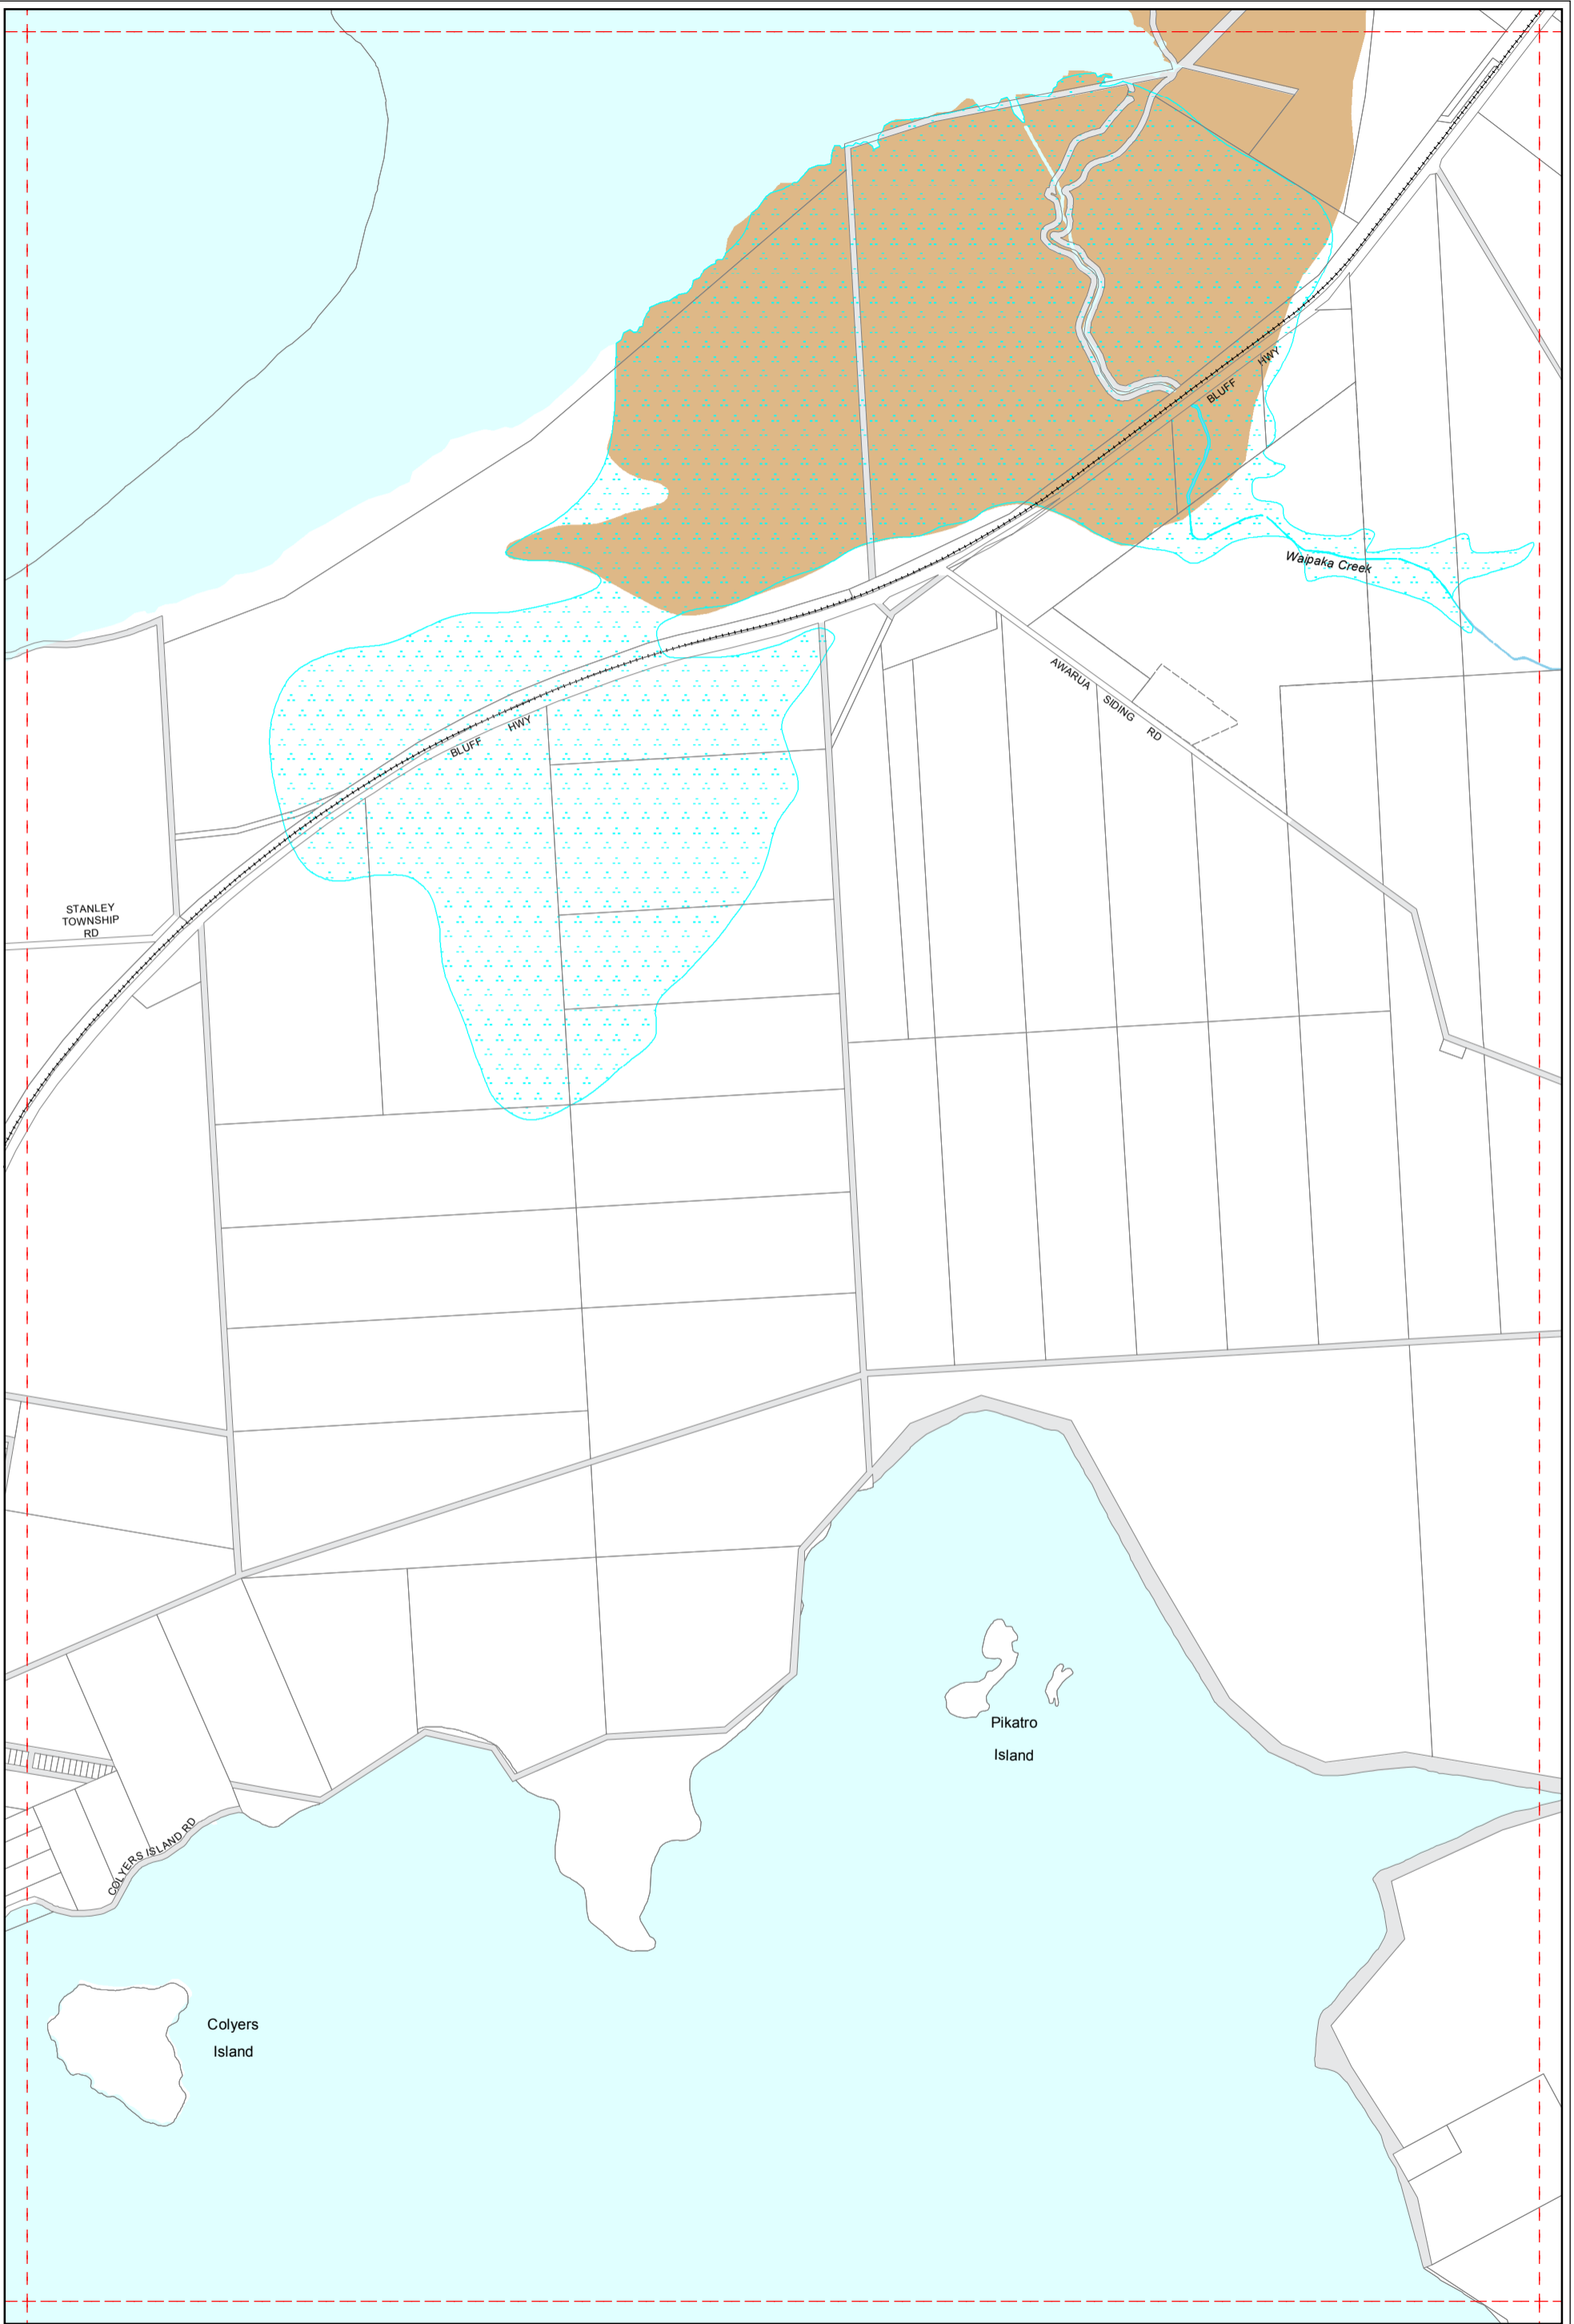 BLUFF HWY
Waipaka Creek
AWARUA SIDING RD
BLUFF HWY
STANLEY
TOWNSHIP
RD
Pikatro
Island
COLYERS ISLAND RD
Colyers
Island